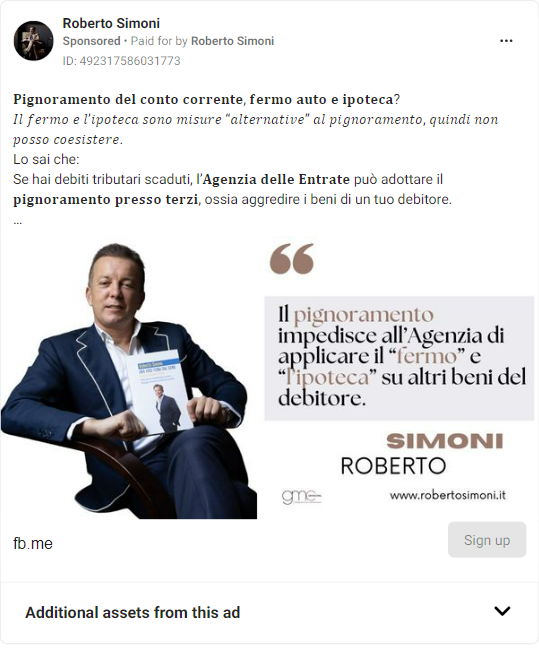 Roberto Simoni
Sponsored • Paid for by Roberto Simoni
ID: 492317586031773
Pignoramento del conto corrente, fermo auto e ipoteca?
Il fermo e l'ipoteca sono misure “alternative” al pignoramento, quindi non
posso coesistere.
Lo sai che:
Se hai debiti tributari scaduti, l'Agenzia delle Entrate può adottare il
pignoramento presso terzi, ossia aggredire i beni di un tuo debitore.
...
Roberto Simoni
“
Il pignoramento
impedisce all'Agenzia di
applicare il “fermo” e
“l'ipoteca” su altri beni del
debitore.
SIMONI
ROBERTO
gme
www.robertosimoni.it
fb.me
Sign up
Additional assets from this ad